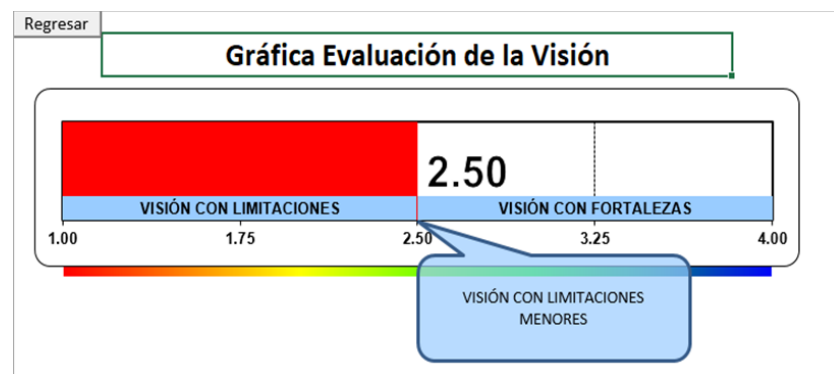 Regresar
Gráfica Evaluación de la Visión
2.50
VISIÓN CON LIMITACIONES
VISIÓN CON FORTALEZAS
1.00
1.75
2.50
3.25
4.00
VISIÓN CON LIMITACIONES
MENORES